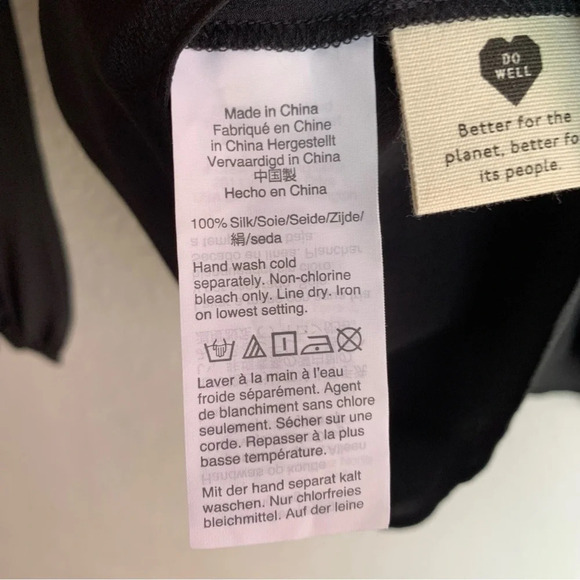 Made in China
Fabriqué en Chine
in China Hergestellt
Vervaardigd in China
中国製
Hecho en China
100% Silk/Soie/Seide/Zijde/
絹/seda
Hand wash cold
separately. Non-chlorine
bleach only. Line dry. Iron
on lowest setting.
Laver à la main à l'eau
froide séparément. Agent
de blanchiment sans chlore
seulement. Sécher sur une
corde. Repasser à la plus
basse température.
Mit der hand separat kalt
waschen. Nur chlorfreies
bleichmittel. Auf der leine
DO
WELL
Better for the
planet, better fo
its people.